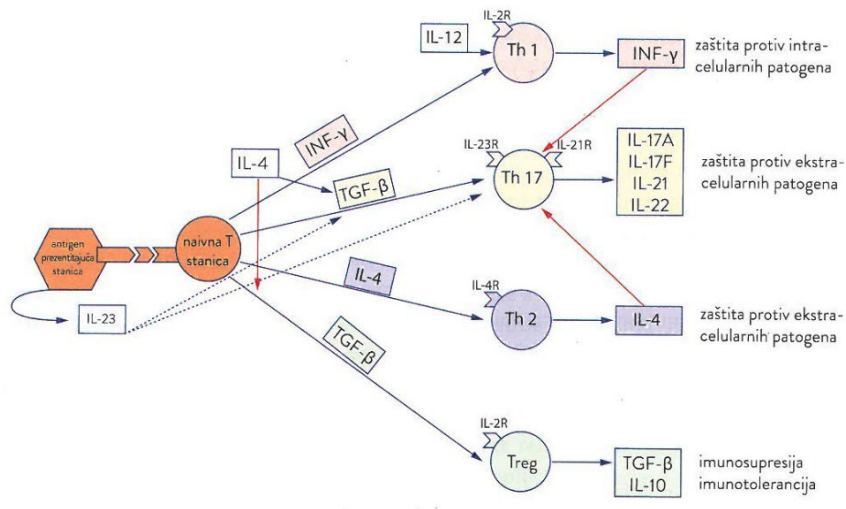 IL-2R
IL-12
Th 1
INF-γ
zaštita protiv intra-
celularnih patogena
INF-γ
IL-4
TGF-β
IL-23R
IL-21R
Th 17
IL-17A
IL-17F
IL-21
IL-22
zaštita protiv ekstra-
celularnih patogena
antigen
prezentitajuća
stanica
naivna T
stanica
IL-23
IL-4
IL-4R
Th 2
IL-4
zaštita protiv ekstra-
celularnih patogena
TGF-β
IL-2R
Treg
TGF-β
IL-10
imunosupresija
imunotolerancija